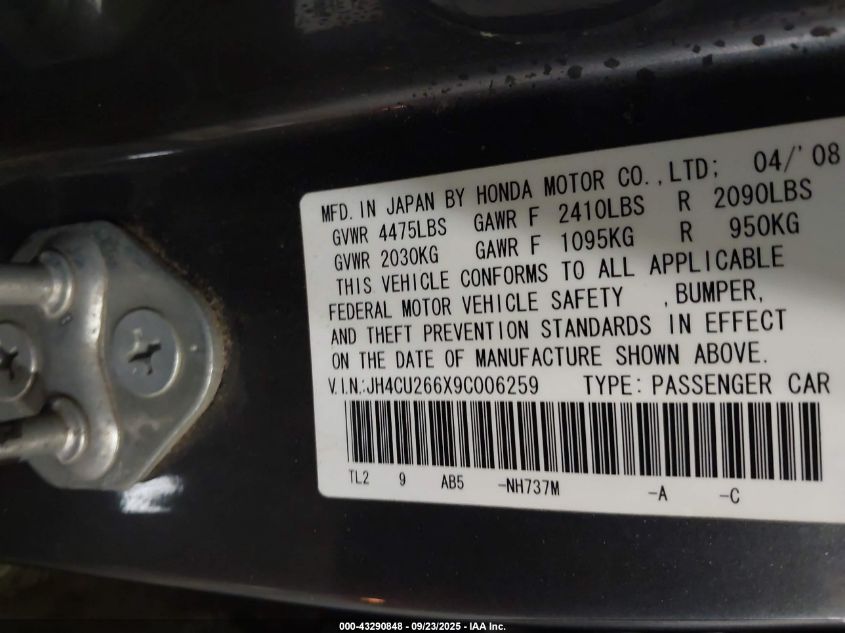 MFD. IN JAPAN BY HONDA MOTOR CO., LTD; 04/'08
GVWR 4475LBS GAWR F 2410LBS R 2090LBS
GVWR 2030KG GAWR F 1095KG R 950KG
THIS VEHICLE CONFORMS TO ALL APPLICABLE
FEDERAL MOTOR VEHICLE SAFETY , BUMPER,
AND THEFT PREVENTION STANDARDS IN EFFECT
ON THE DATE OF MANUFACTURE SHOWN ABOVE.
V.I.N.:JH4CU266X9C006259 TYPE: PASSENGER CAR
TL2 9 AB5 -NH737M -A -C
000-43290848 - 09/23/2025 - IAA Inc.